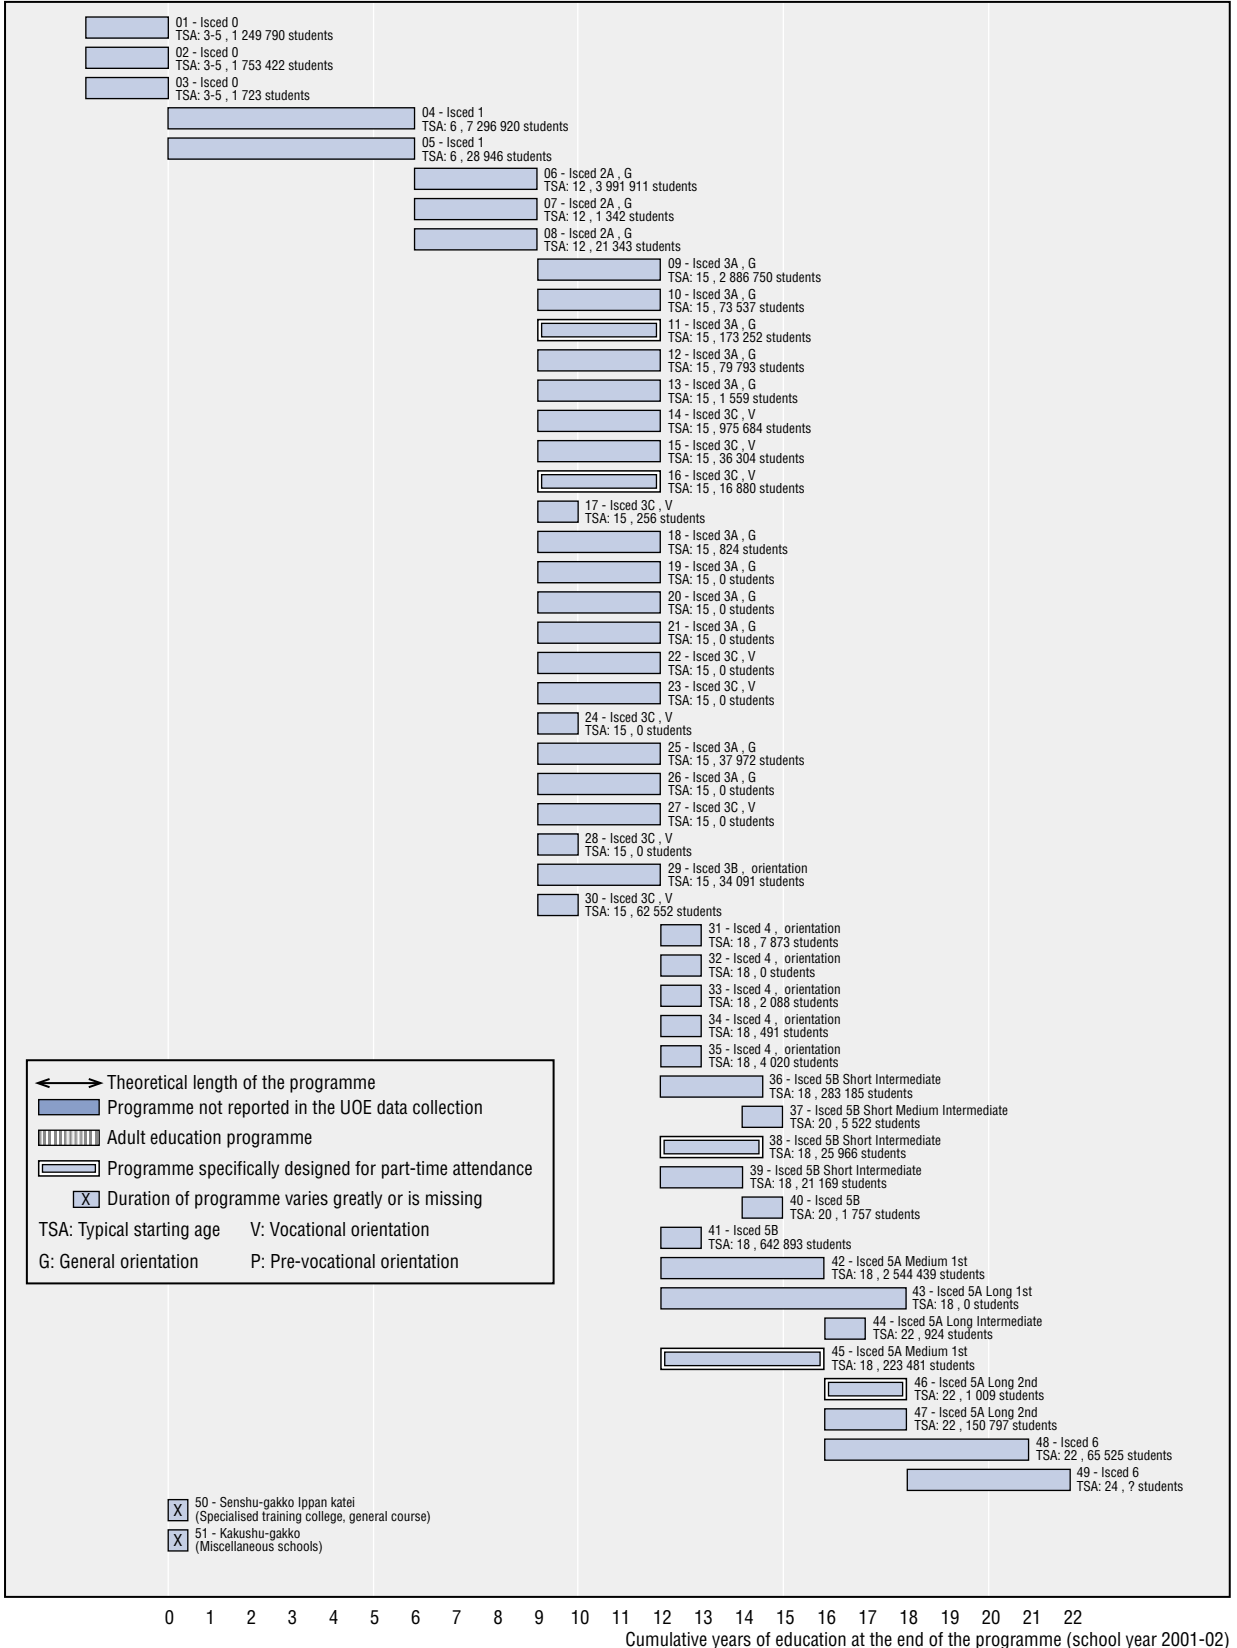 01 - Isced 0
TSA: 3-5 , 1 249 790 students
02 - Isced 0
TSA: 3-5 , 1 753 422 students
03 - Isced 0
TSA: 3-5 , 1 723 students
04 - Isced 1
TSA: 6 , 7 296 920 students
05 - Isced 1
TSA: 6 , 28 946 students
06 - Isced 2A , G
TSA: 12 , 3 991 911 students
07 - Isced 2A , G
TSA: 12 , 1 342 students
08 - Isced 2A , G
TSA: 12 , 21 343 students
09 - Isced 3A , G
TSA: 15 , 2 886 750 students
10 - Isced 3A , G
TSA: 15 , 73 537 students
11 - Isced 3A , G
TSA: 15 , 173 252 students
12 - Isced 3A , G
TSA: 15 , 79 793 students
13 - Isced 3A , G
TSA: 15 , 1 559 students
14 - Isced 3C , V
TSA: 15 , 975 684 students
15 - Isced 3C , V
TSA: 15 , 36 304 students
16 - Isced 3C , V
TSA: 15 , 16 880 students
17 - Isced 3C , V
TSA: 15 , 256 students
18 - Isced 3A , G
TSA: 15 , 824 students
19 - Isced 3A , G
TSA: 15 , 0 students
20 - Isced 3A , G
TSA: 15 , 0 students
21 - Isced 3A , G
TSA: 15 , 0 students
22 - Isced 3C , V
TSA: 15 , 0 students
23 - Isced 3C , V
TSA: 15 , 0 students
24 - Isced 3C , V
TSA: 15 , 0 students
25 - Isced 3A , G
TSA: 15 , 37 972 students
26 - Isced 3A , G
TSA: 15 , 0 students
27 - Isced 3C , V
TSA: 15 , 0 students
28 - Isced 3C , V
TSA: 15 , 0 students
29 - Isced 3B , orientation
TSA: 15 , 34 091 students
30 - Isced 3C , V
TSA: 15 , 62 552 students
31 - Isced 4 , orientation
TSA: 18 , 7 873 students
32 - Isced 4 , orientation
TSA: 18 , 0 students
33 - Isced 4 , orientation
TSA: 18 , 2 088 students
34 - Isced 4 , orientation
TSA: 18 , 491 students
35 - Isced 4 , orientation
TSA: 18 , 4 020 students
36 - Isced 5B Short Intermediate
TSA: 18 , 283 185 students
37 - Isced 5B Short Medium Intermediate
TSA: 20 , 5 522 students
38 - Isced 5B Short Intermediate
TSA: 18 , 25 966 students
39 - Isced 5B Short Intermediate
TSA: 18 , 21 169 students
40 - Isced 5B
TSA: 20 , 1 757 students
41 - Isced 5B
TSA: 18 , 642 893 students
42 - Isced 5A Medium 1st
TSA: 18 , 2 544 439 students
43 - Isced 5A Long 1st
TSA: 18 , 0 students
44 - Isced 5A Long Intermediate
TSA: 22 , 924 students
45 - Isced 5A Medium 1st
TSA: 18 , 223 481 students
46 - Isced 5A Long 2nd
TSA: 22 , 1 009 students
47 - Isced 5A Long 2nd
TSA: 22 , 150 797 students
48 - Isced 6
TSA: 22 , 65 525 students
49 - Isced 6
TSA: 24 , ? students
Theoretical length of the programme
Programme not reported in the UOE data collection
Adult education programme
Programme specifically designed for part-time attendance
X Duration of programme varies greatly or is missing
TSA: Typical starting age V: Vocational orientation
G: General orientation P: Pre-vocational orientation
X 50 - Senshu-gakko Ippan katei
(Specialised training college, general course)
X 51 - Kakushu-gakko
(Miscellaneous schools)
0 1 2 3 4 5 6 7 8 9 10 11 12 13 14 15 16 17 18 19 20 21 22
Cumulative years of education at the end of the programme (school year 2001-02)